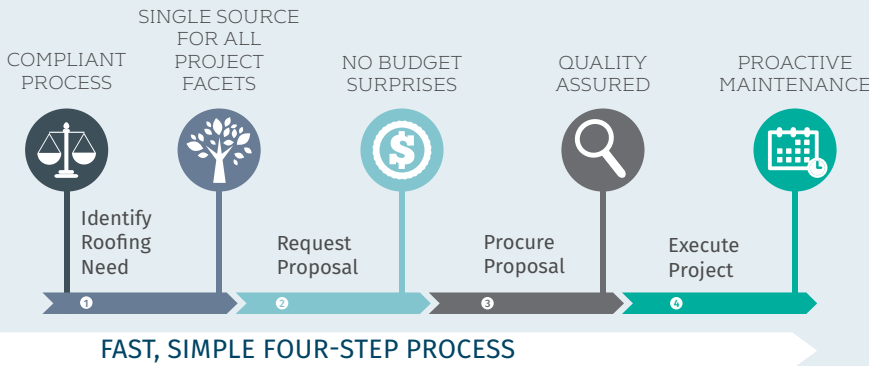 COMPLIANT
PROCESS
SINGLE SOURCE
FOR ALL
PROJECT
FACETS
NO BUDGET
SURPRISES
QUALITY
ASSURED
PROACTIVE
MAINTENANCE
$
Identify
Roofing
Need
Request
Proposal
Procure
Proposal
Execute
Project
1
2
3
4
FAST, SIMPLE FOUR-STEP PROCESS